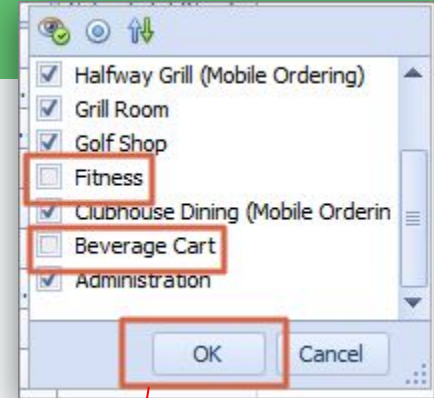 Halfway Grill (Mobile Ordering)
Grill Room
Golf Shop
Fitness
Clubhouse Dining (Mobile Orderin
Beverage Cart
Administration
OK
Cancel